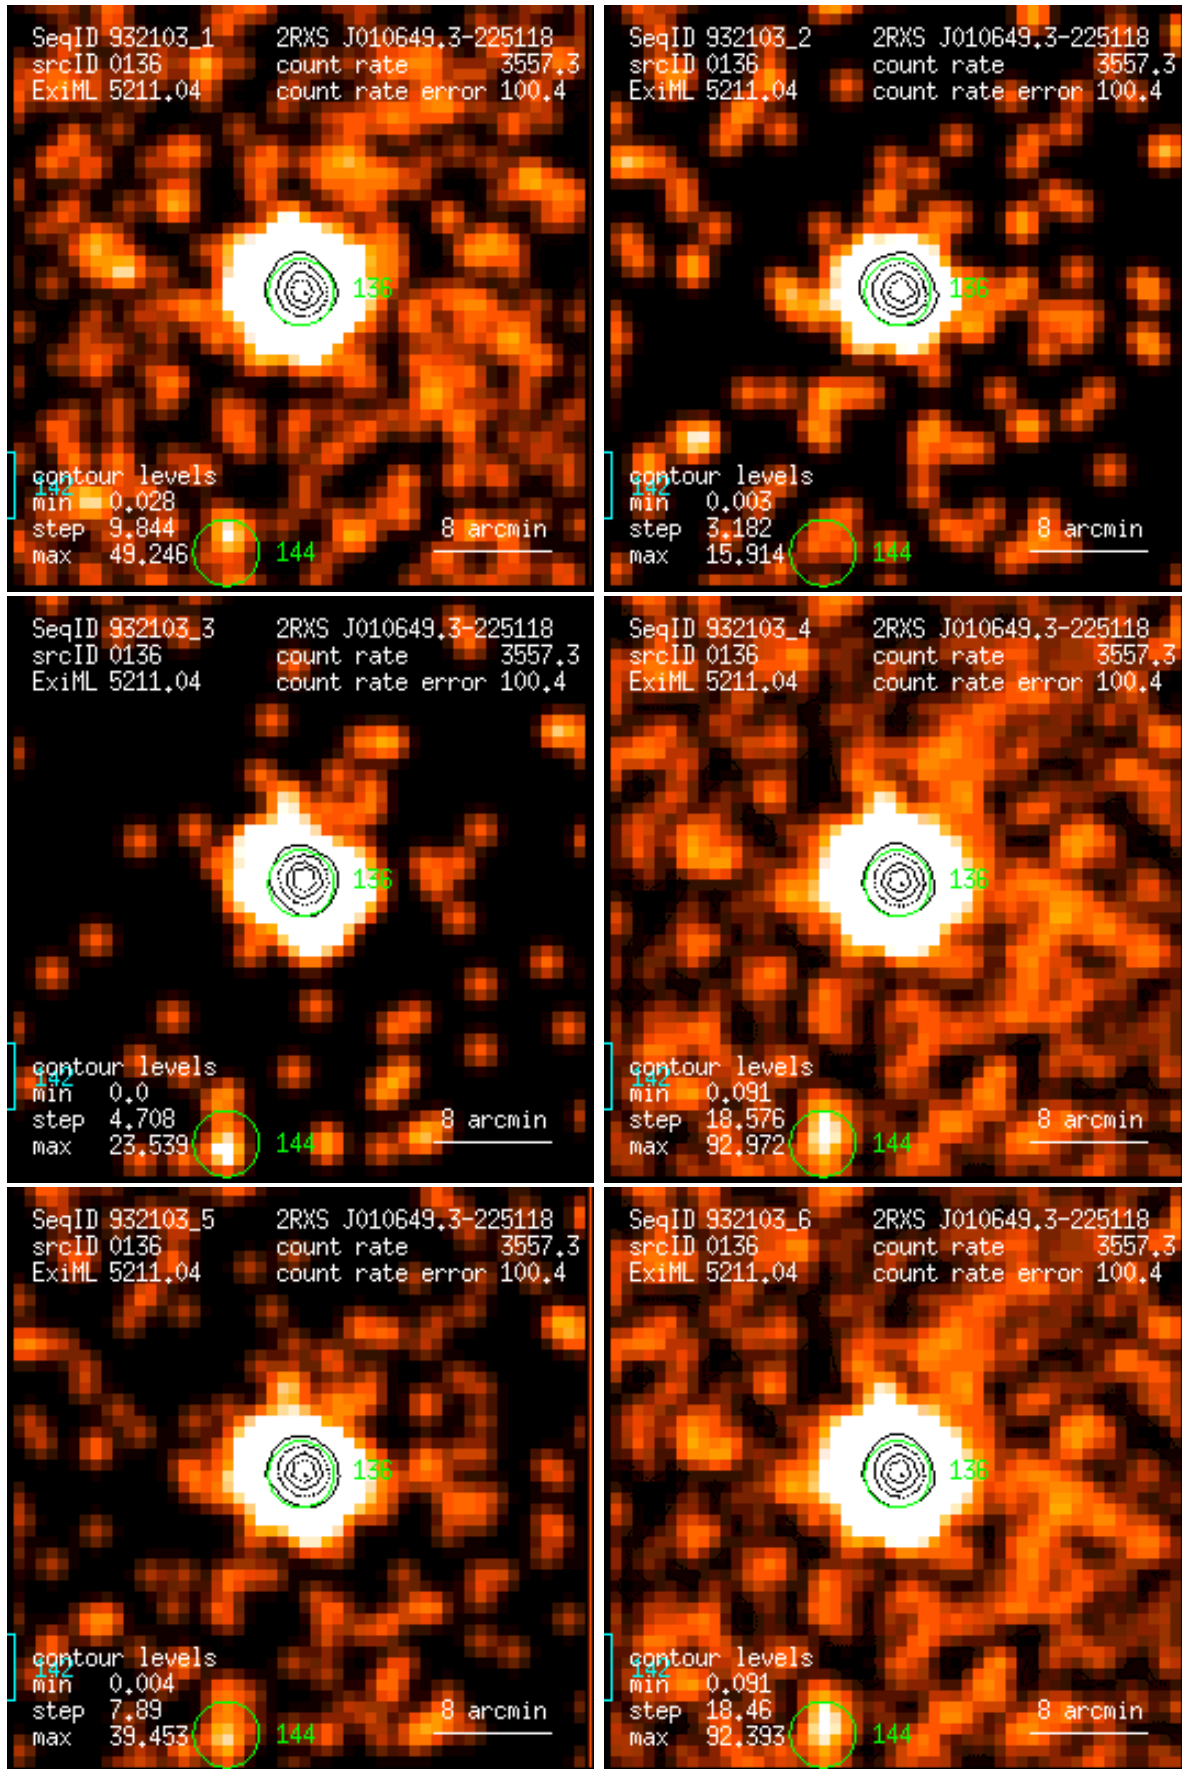 SeqID 932103_1 2RXS J010649.3-225118
srcID 0136 count rate 3557.3
ExiML 5211.04 count rate error 100.4
136
contour levels
142
min 0.028
step 9.844 8 arcmin
max 49.246 144
SeqID 932103_2 2RXS J010649.3-225118
srcID 0136 count rate 3557.3
ExiML 5211.04 count rate error 100.4
136
contour levels
142
min 0.003
step 3.182 8 arcmin
max 15.914 144
SeqID 932103_3 2RXS J010649.3-225118
srcID 0136 count rate 3557.3
ExiML 5211.04 count rate error 100.4
136
contour levels
142
min 0.0
step 4.708 8 arcmin
max 23.539 144
SeqID 932103_4 2RXS J010649.3-225118
srcID 0136 count rate 3557.3
ExiML 5211.04 count rate error 100.4
136
contour levels
142
min 0.091
step 18.576 8 arcmin
max 92.972 144
SeqID 932103_5 2RXS J010649.3-225118
srcID 0136 count rate 3557.3
ExiML 5211.04 count rate error 100.4
136
contour levels
142
min 0.004
step 7.89 8 arcmin
max 39.453 144
SeqID 932103_6 2RXS J010649.3-225118
srcID 0136 count rate 3557.3
ExiML 5211.04 count rate error 100.4
136
contour levels
142
min 0.091
step 18.46 8 arcmin
max 92.393 144